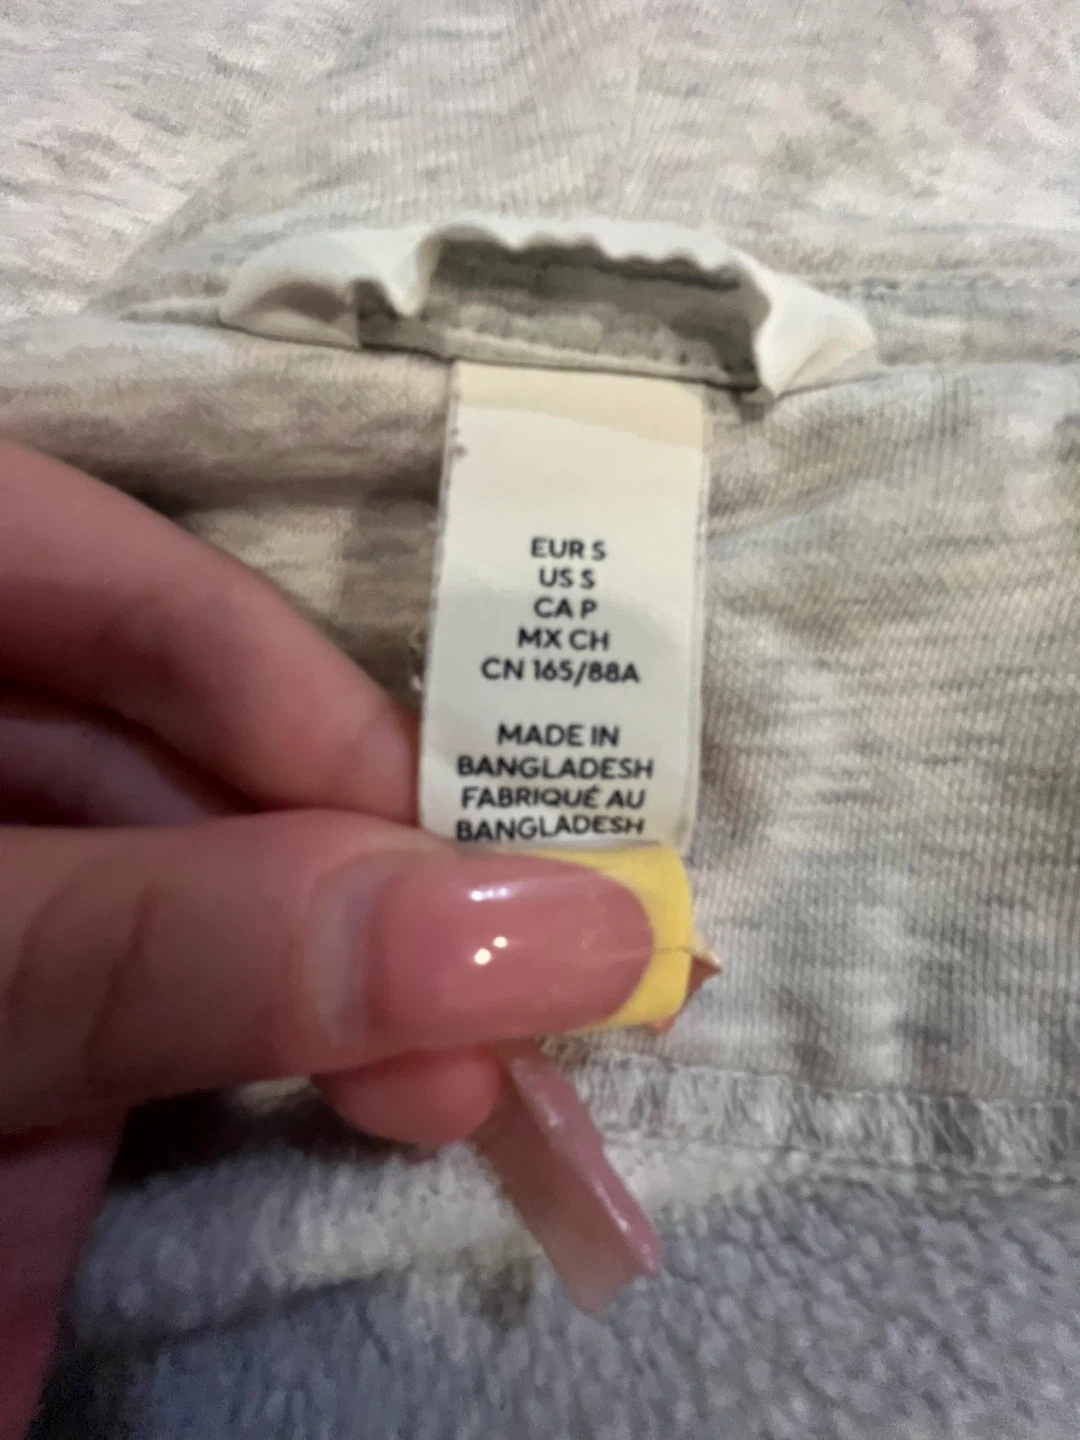 EUR S
US S
CA P
MX CH
CN 165/88A
MADE IN
BANGLADESH
FABRIQUÉ AU
BANGLADESH